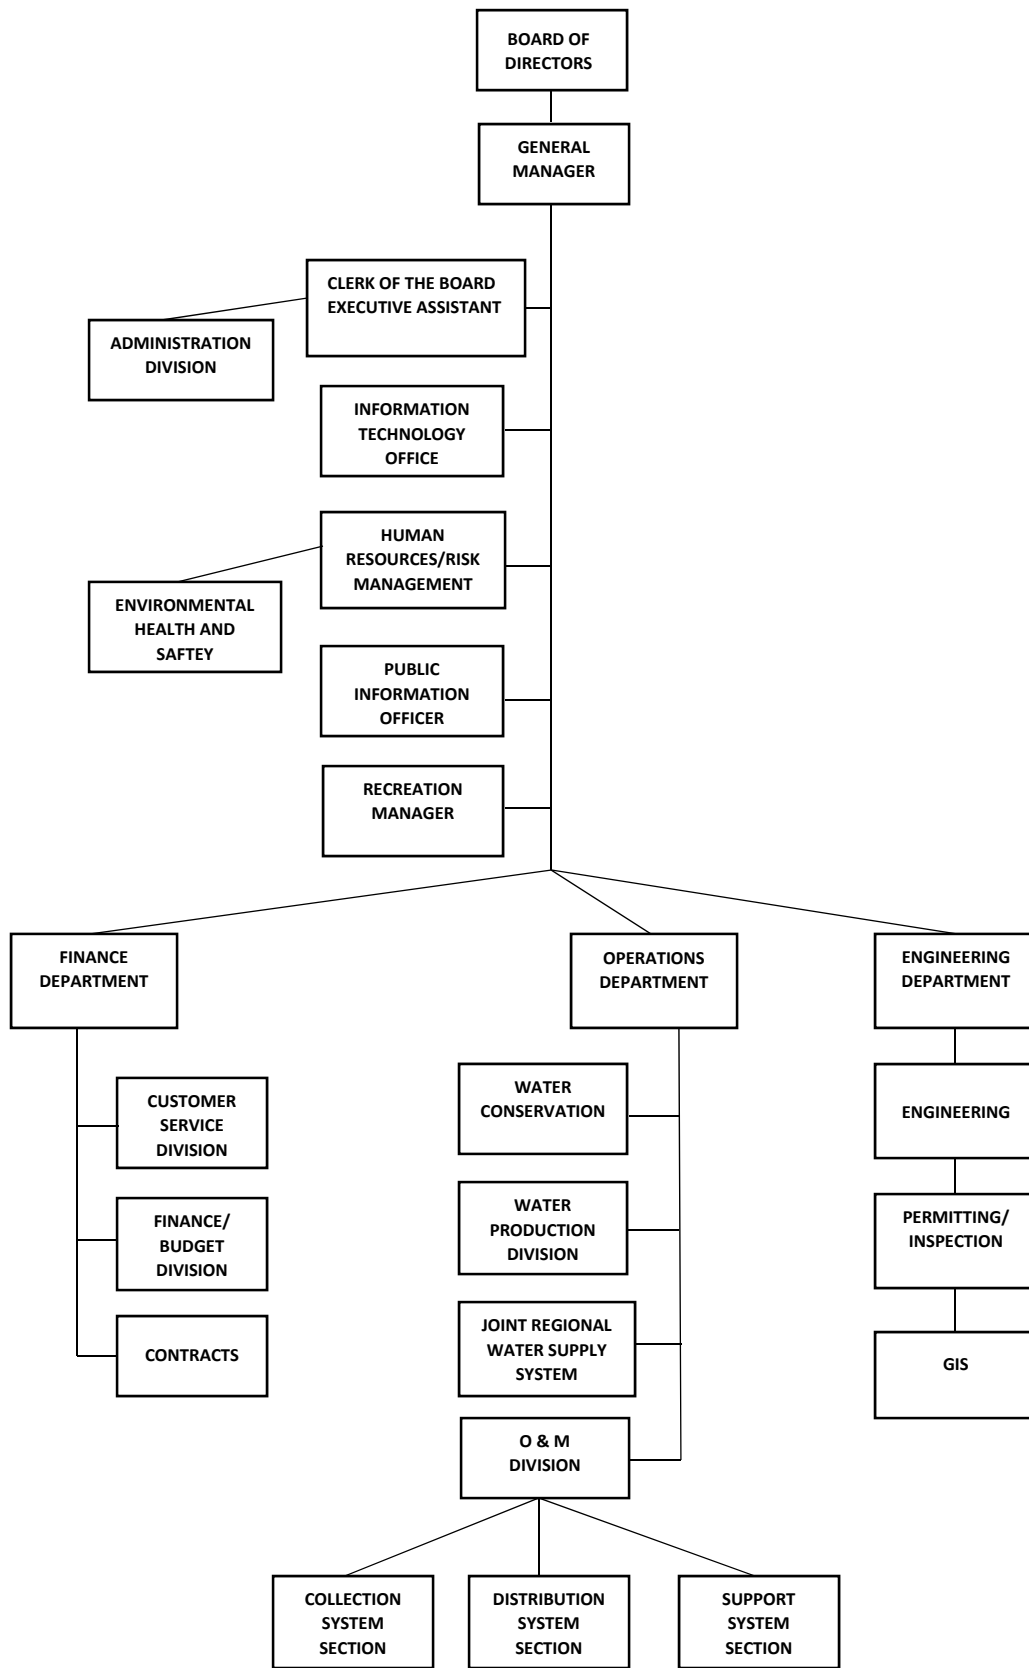 BOARD OF
DIRECTORS
GENERAL
MANAGER
CLERK OF THE BOARD
EXECUTIVE ASSISTANT
ADMINISTRATION
DIVISION
INFORMATION
TECHNOLOGY
OFFICE
HUMAN
RESOURCES/RISK
MANAGEMENT
ENVIRONMENTAL
HEALTH AND
SAFTEY
PUBLIC
INFORMATION
OFFICER
RECREATION
MANAGER
FINANCE
DEPARTMENT
OPERATIONS
DEPARTMENT
ENGINEERING
DEPARTMENT
CUSTOMER
SERVICE
DIVISION
FINANCE/
BUDGET
DIVISION
CONTRACTS
WATER
CONSERVATION
WATER
PRODUCTION
DIVISION
JOINT REGIONAL
WATER SUPPLY
SYSTEM
O & M
DIVISION
ENGINEERING
PERMITTING/
INSPECTION
GIS
COLLECTION
SYSTEM
SECTION
DISTRIBUTION
SYSTEM
SECTION
SUPPORT
SYSTEM
SECTION